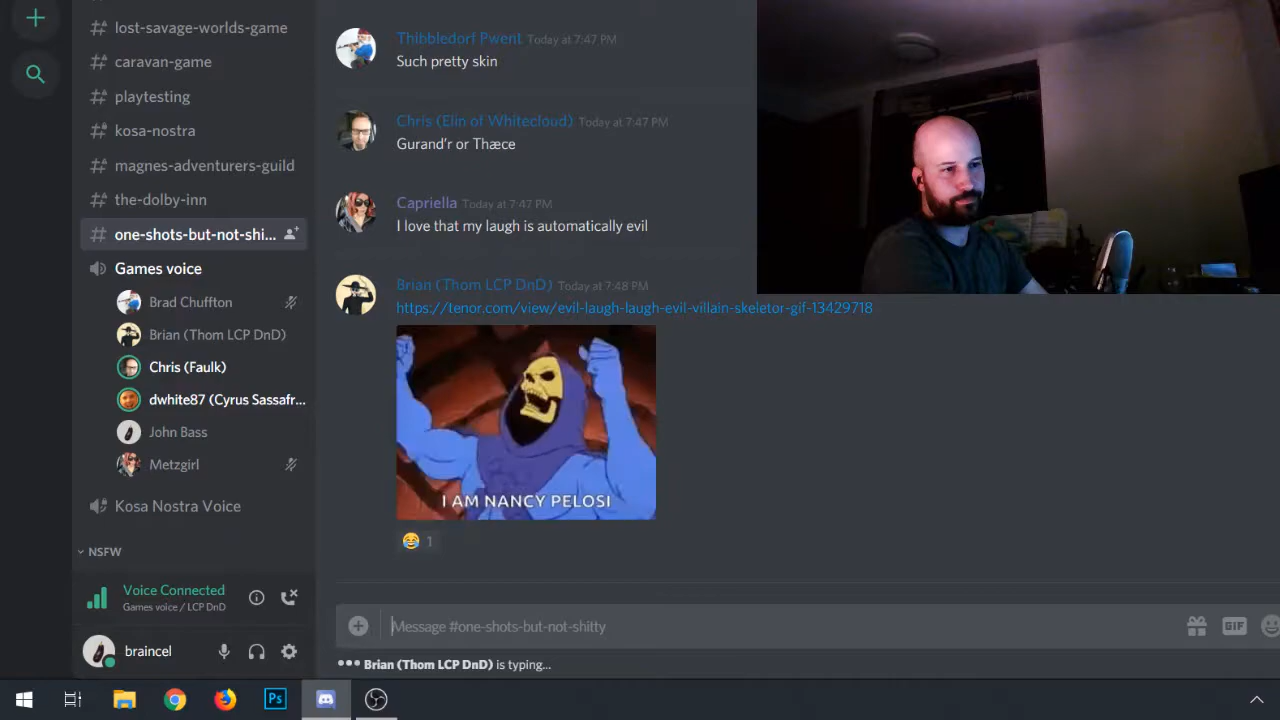 lost-savage-worlds-game
caravan-game
playtesting
kosa-nostra
magnes-adventurers-guild
the-dolby-inn
one-shots-but-not-shi...
Games voice
Brad Chuffton
Brian (Thom LCP DnD)
Chris (Faulk)
dwhite87 (Cyrus Sassafr...
John Bass
Metzgirl
Kosa Nostra Voice
NSFW
Voice Connected
Games voice / LCP DnD
braincel
Thibbledorf Pwent Today at 7:47 PM
Such pretty skin
Chris (Elin of Whitecloud) Today at 7:47 PM
Gurand'r or Thæce
Capriella Today at 7:47 PM
I love that my laugh is automatically evil
Brian (Thom LCP DnD) Today at 7:48 PM
https://tenor.com/view/evil-laugh-laugh-evil-villain-skeletor-gif-13429718
I AM NANCY PELOSI
1
Message #one-shots-but-not-shitty
GIF
Brian (Thom LCP DnD) is typing...
Ps